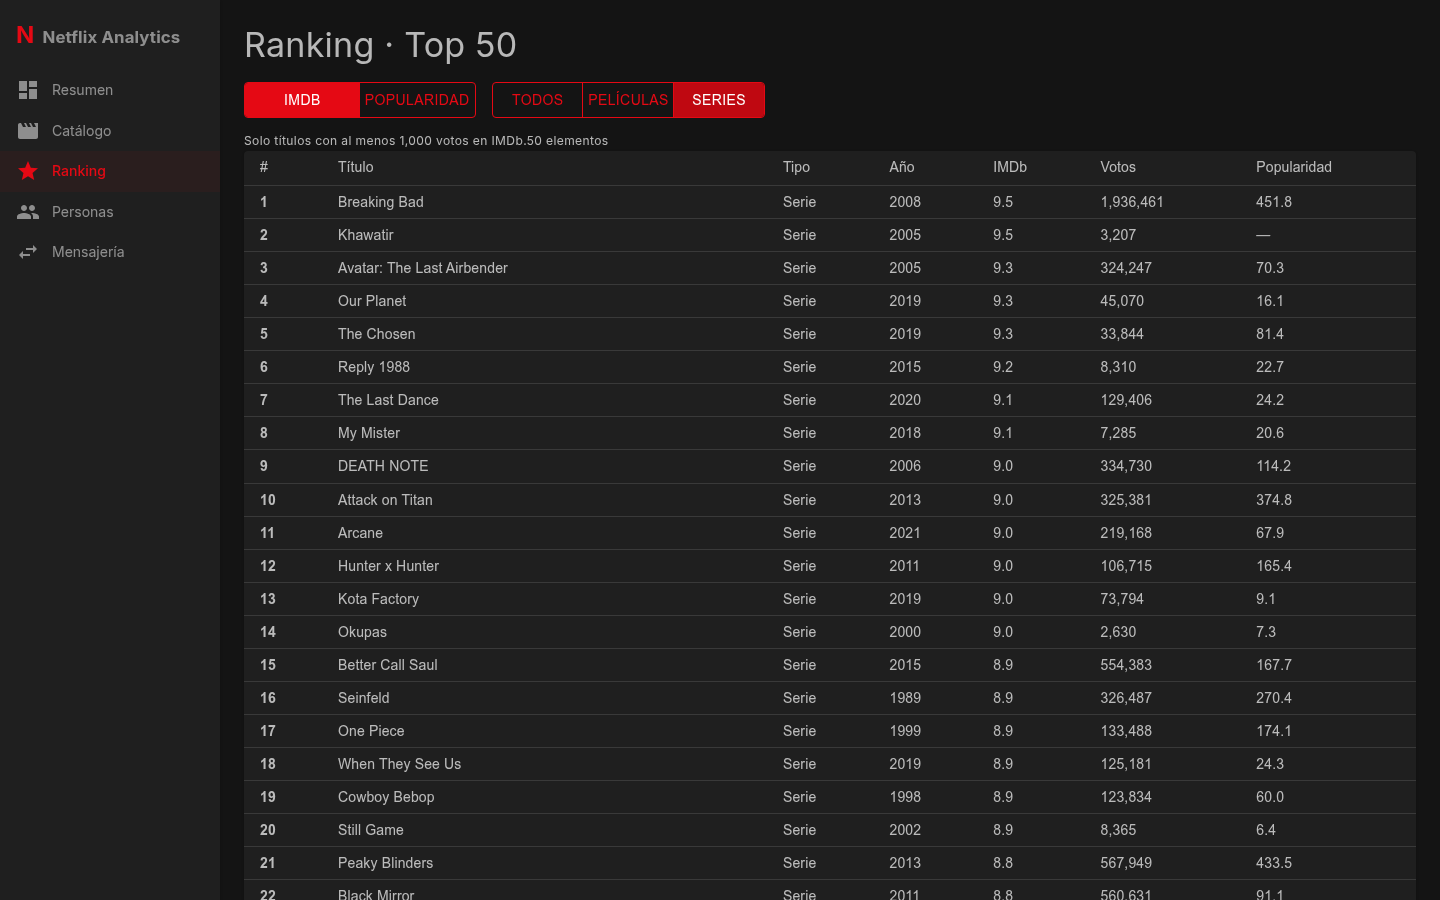 N Netflix Analytics
Resumen
Catálogo
Ranking
Personas
Mensajería
Ranking · Top 50
IMDB POPULARIDAD TODOS PELÍCULAS SERIES
Solo títulos con al menos 1,000 votos en IMDb.50 elementos
# Título Tipo Año IMDb Votos Popularidad
1 Breaking Bad Serie 2008 9.5 1,936,461 451.8
2 Khawatir Serie 2005 9.5 3,207 —
3 Avatar: The Last Airbender Serie 2005 9.3 324,247 70.3
4 Our Planet Serie 2019 9.3 45,070 16.1
5 The Chosen Serie 2019 9.3 33,844 81.4
6 Reply 1988 Serie 2015 9.2 8,310 22.7
7 The Last Dance Serie 2020 9.1 129,406 24.2
8 My Mister Serie 2018 9.1 7,285 20.6
9 DEATH NOTE Serie 2006 9.0 334,730 114.2
10 Attack on Titan Serie 2013 9.0 325,381 374.8
11 Arcane Serie 2021 9.0 219,168 67.9
12 Hunter x Hunter Serie 2011 9.0 106,715 165.4
13 Kota Factory Serie 2019 9.0 73,794 9.1
14 Okupas Serie 2000 9.0 2,630 7.3
15 Better Call Saul Serie 2015 8.9 554,383 167.7
16 Seinfeld Serie 1989 8.9 326,487 270.4
17 One Piece Serie 1999 8.9 133,488 174.1
18 When They See Us Serie 2019 8.9 125,181 24.3
19 Cowboy Bebop Serie 1998 8.9 123,834 60.0
20 Still Game Serie 2002 8.9 8,365 6.4
21 Peaky Blinders Serie 2013 8.8 567,949 433.5
22 Black Mirror Serie 2011 8.8 560,631 91.1